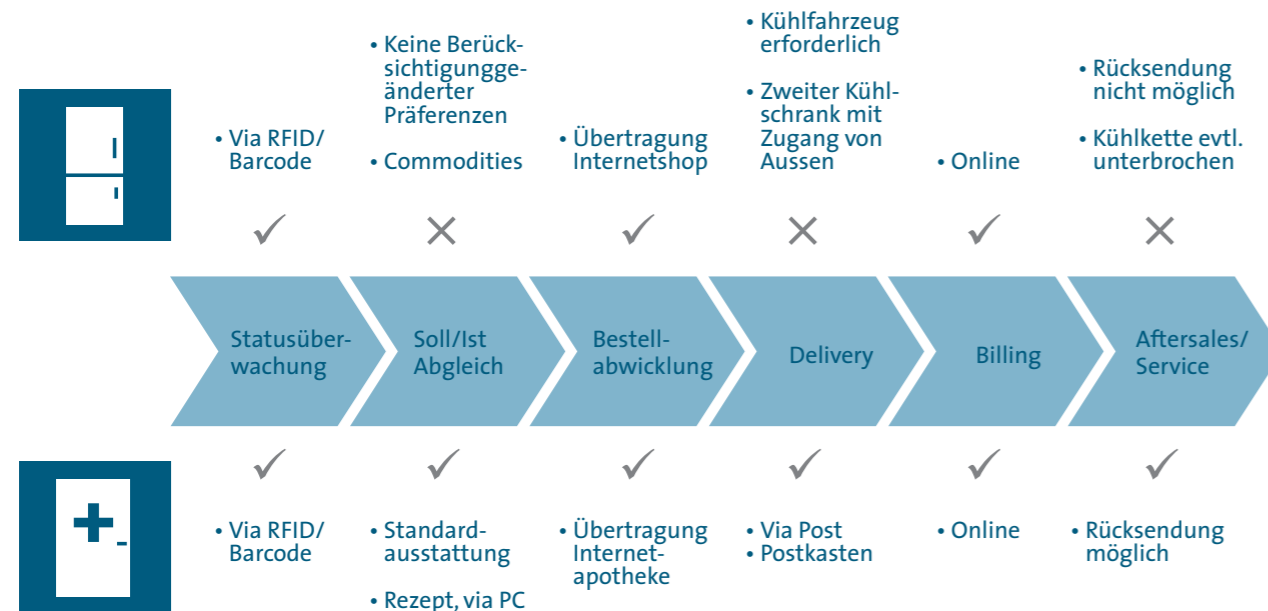 • Via RFID/
Barcode
• Keine Berück-
sichtigungge-
änderter
Präferenzen
• Commodities
• Übertragung
Internetshop
• Kühlfahrzeug
erforderlich
• Zweiter Kühl-
schrank mit
Zugang von
Aussen
• Online
• Rücksendung
nicht möglich
• Kühlkette evtl.
unterbrochen
Statusüber-
wachung
Soll/Ist
Abgleich
Bestell-
abwicklung
Delivery
Billing
Aftersales/
Service
• Via RFID/
Barcode
• Standard-
ausstattung
• Rezept, via PC
• Übertragung
Internet-
apotheke
• Via Post
• Postkasten
• Online
• Rücksendung
möglich